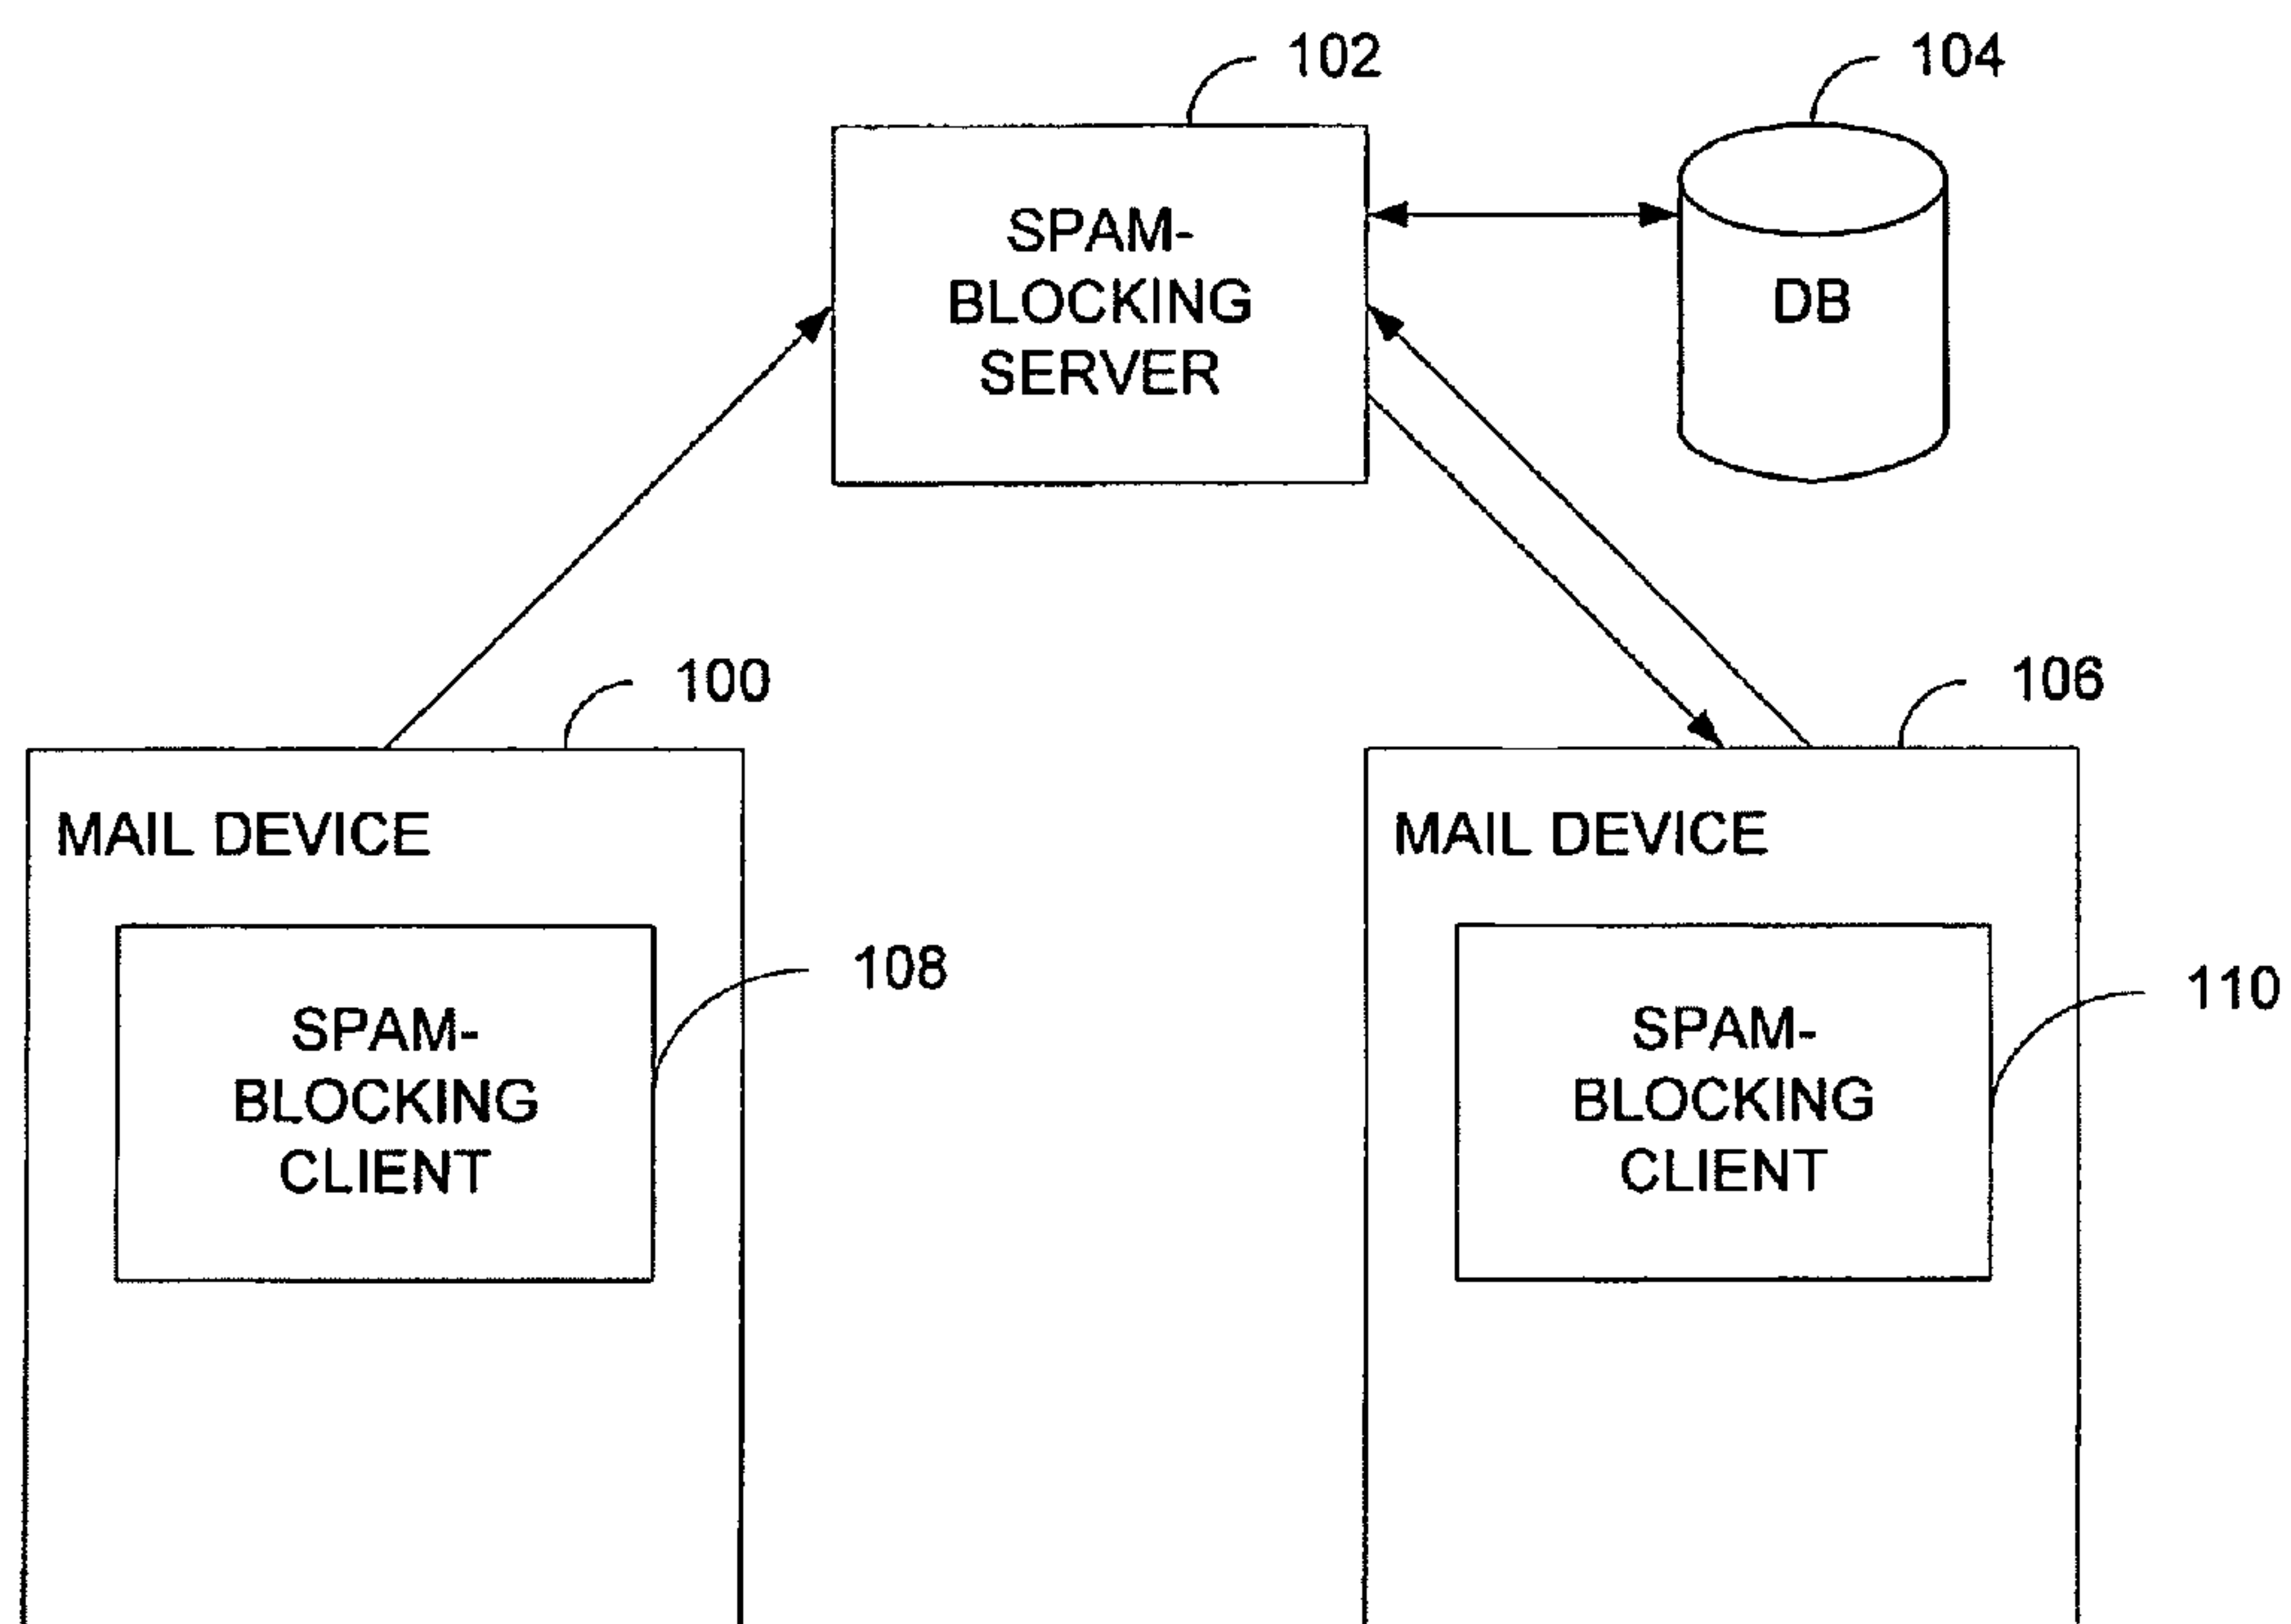 102
104
SPAM-
BLOCKING
SERVER
DB
100
106
MAIL DEVICE
MAIL DEVICE
108
110
SPAM-
BLOCKING
CLIENT
SPAM-
BLOCKING
CLIENT